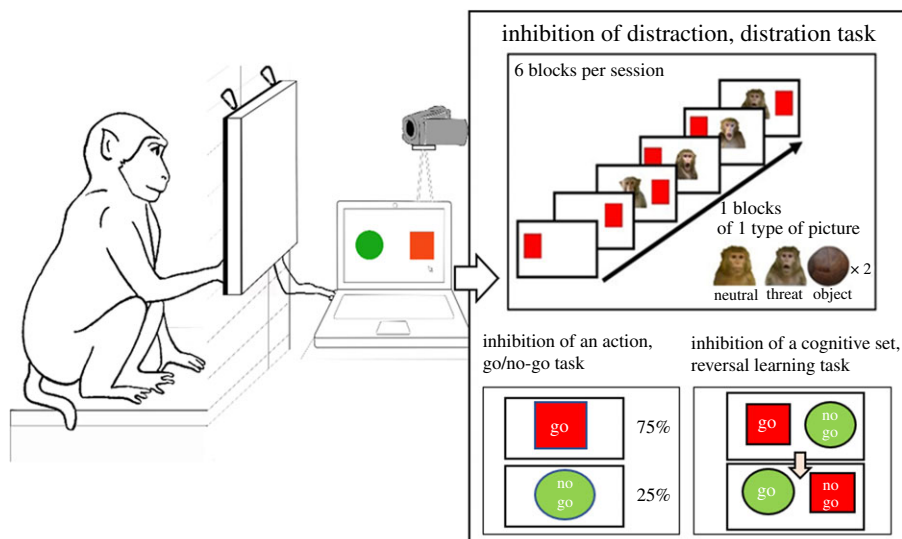 inhibition of distraction, distration task
6 blocks per session
1 blocks
of 1 type of picture
× 2
neutral threat object
inhibition of an action,
go/no-go task
go
75%
no
go
25%
inhibition of a cognitive set,
reversal learning task
go
no
go
go
no
go